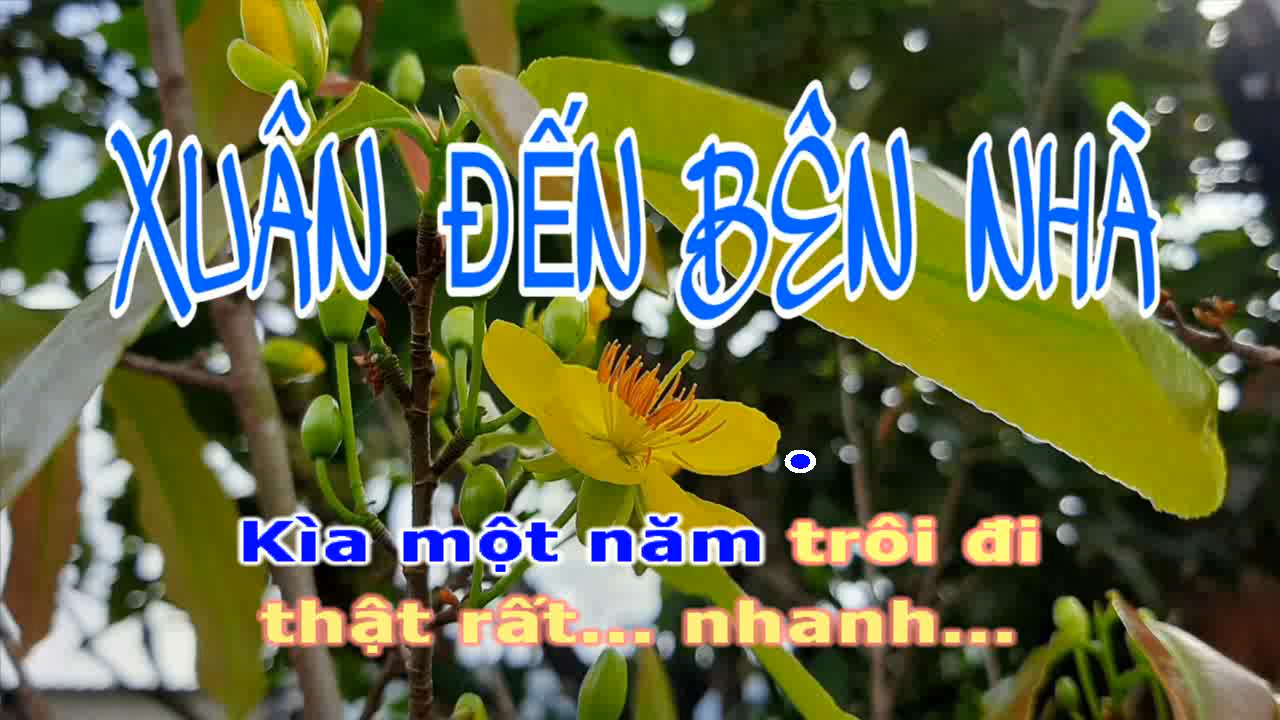 XUÂN ĐẾN BÊN NHÀ
Kìa một năm trôi đi
thật rất... nhanh...